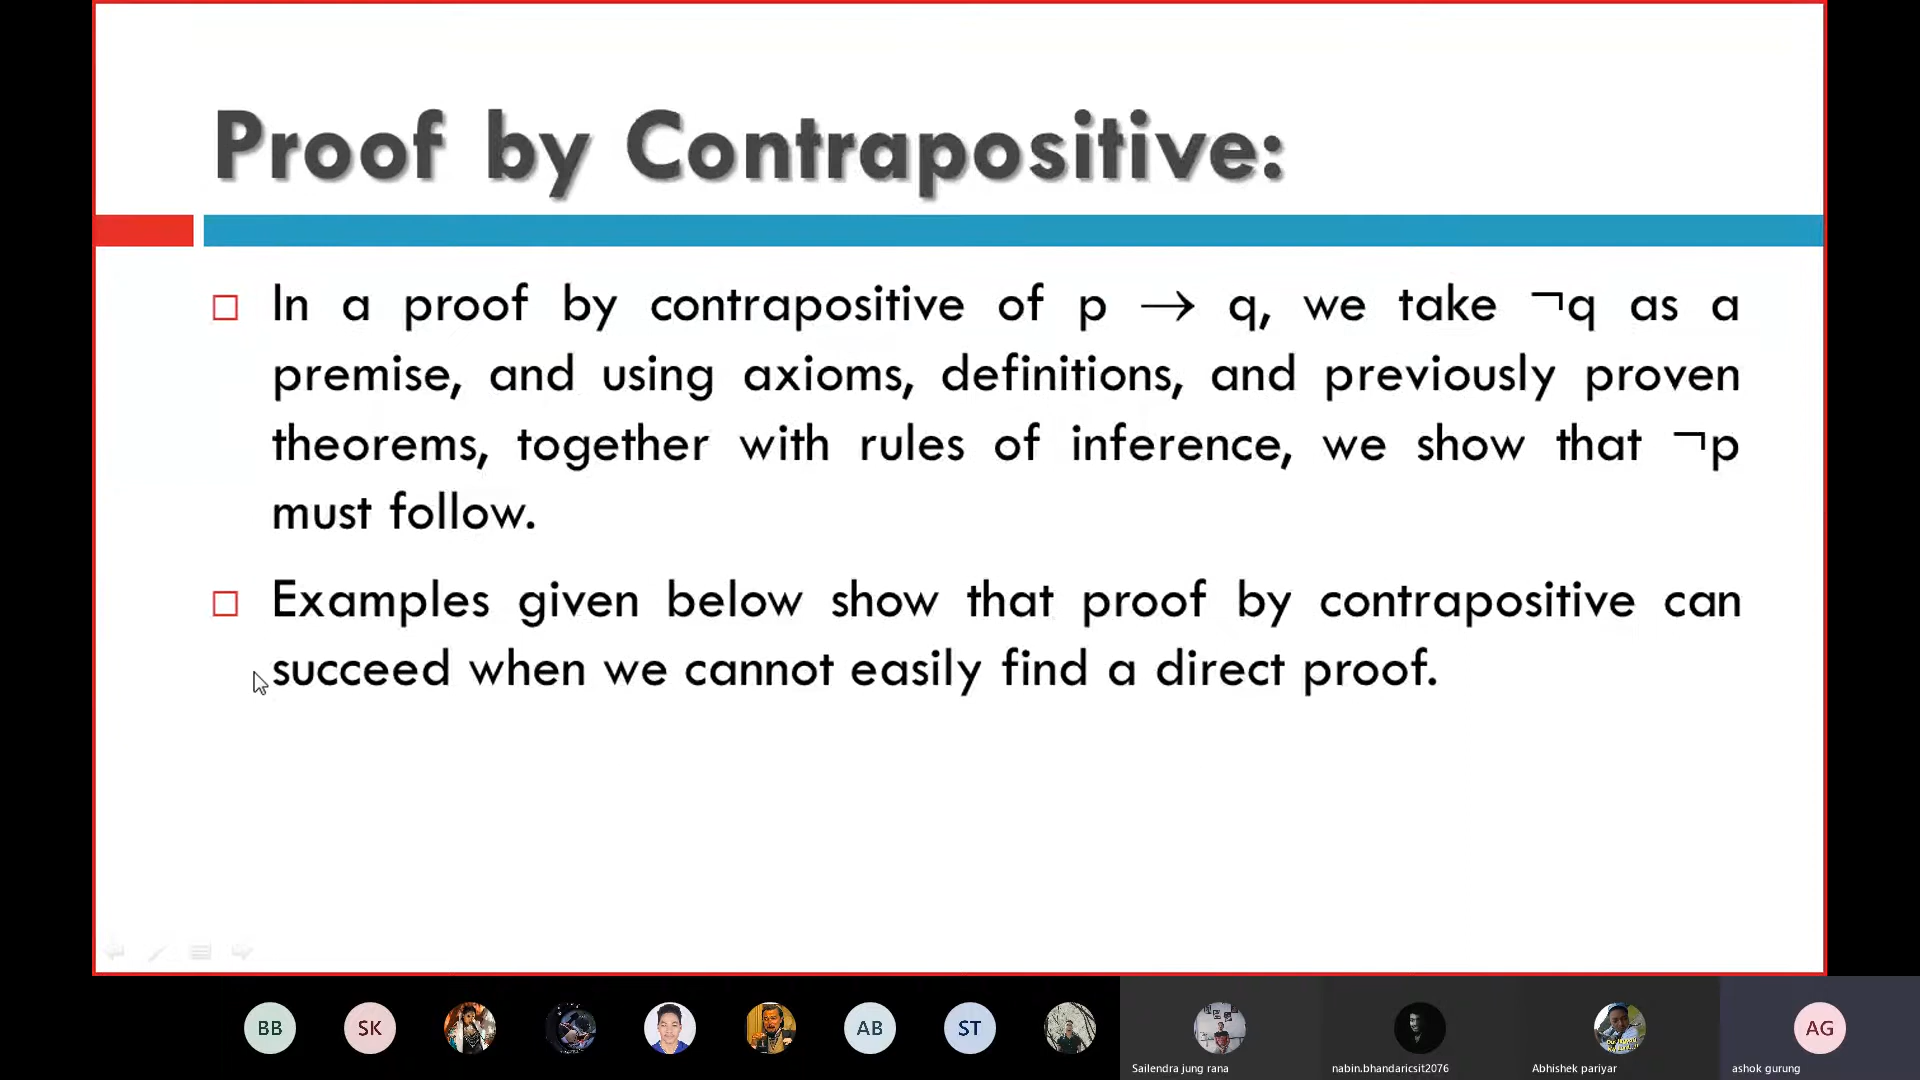 Proof by Contrapositive:
In a proof by contrapositive of p → q, we take ¬q as a
premise, and using axioms, definitions, and previously proven
theorems, together with rules of inference, we show that ¬p
must follow.
Examples given below show that proof by contrapositive can
succeed when we cannot easily find a direct proof.
BB SK AB ST AG
Sailendra jung rana nabin.bhandaricsit2076 Abhishek pariyar ashok gurung